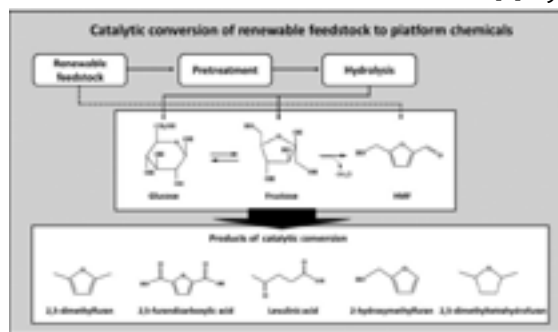 Catalytic conversion of renewable feedstock to platform chemicals
Renewable
feedstock
Pretreatment
Hydrolysis
Glucose
Fructose
HMF
Products of catalytic conversion
2,5-dimethylfuran
2,5-furandicarboxylic acid
Levulinic acid
2-hydroxymethylfuran
2,5-dimethyltetrahydrofuran